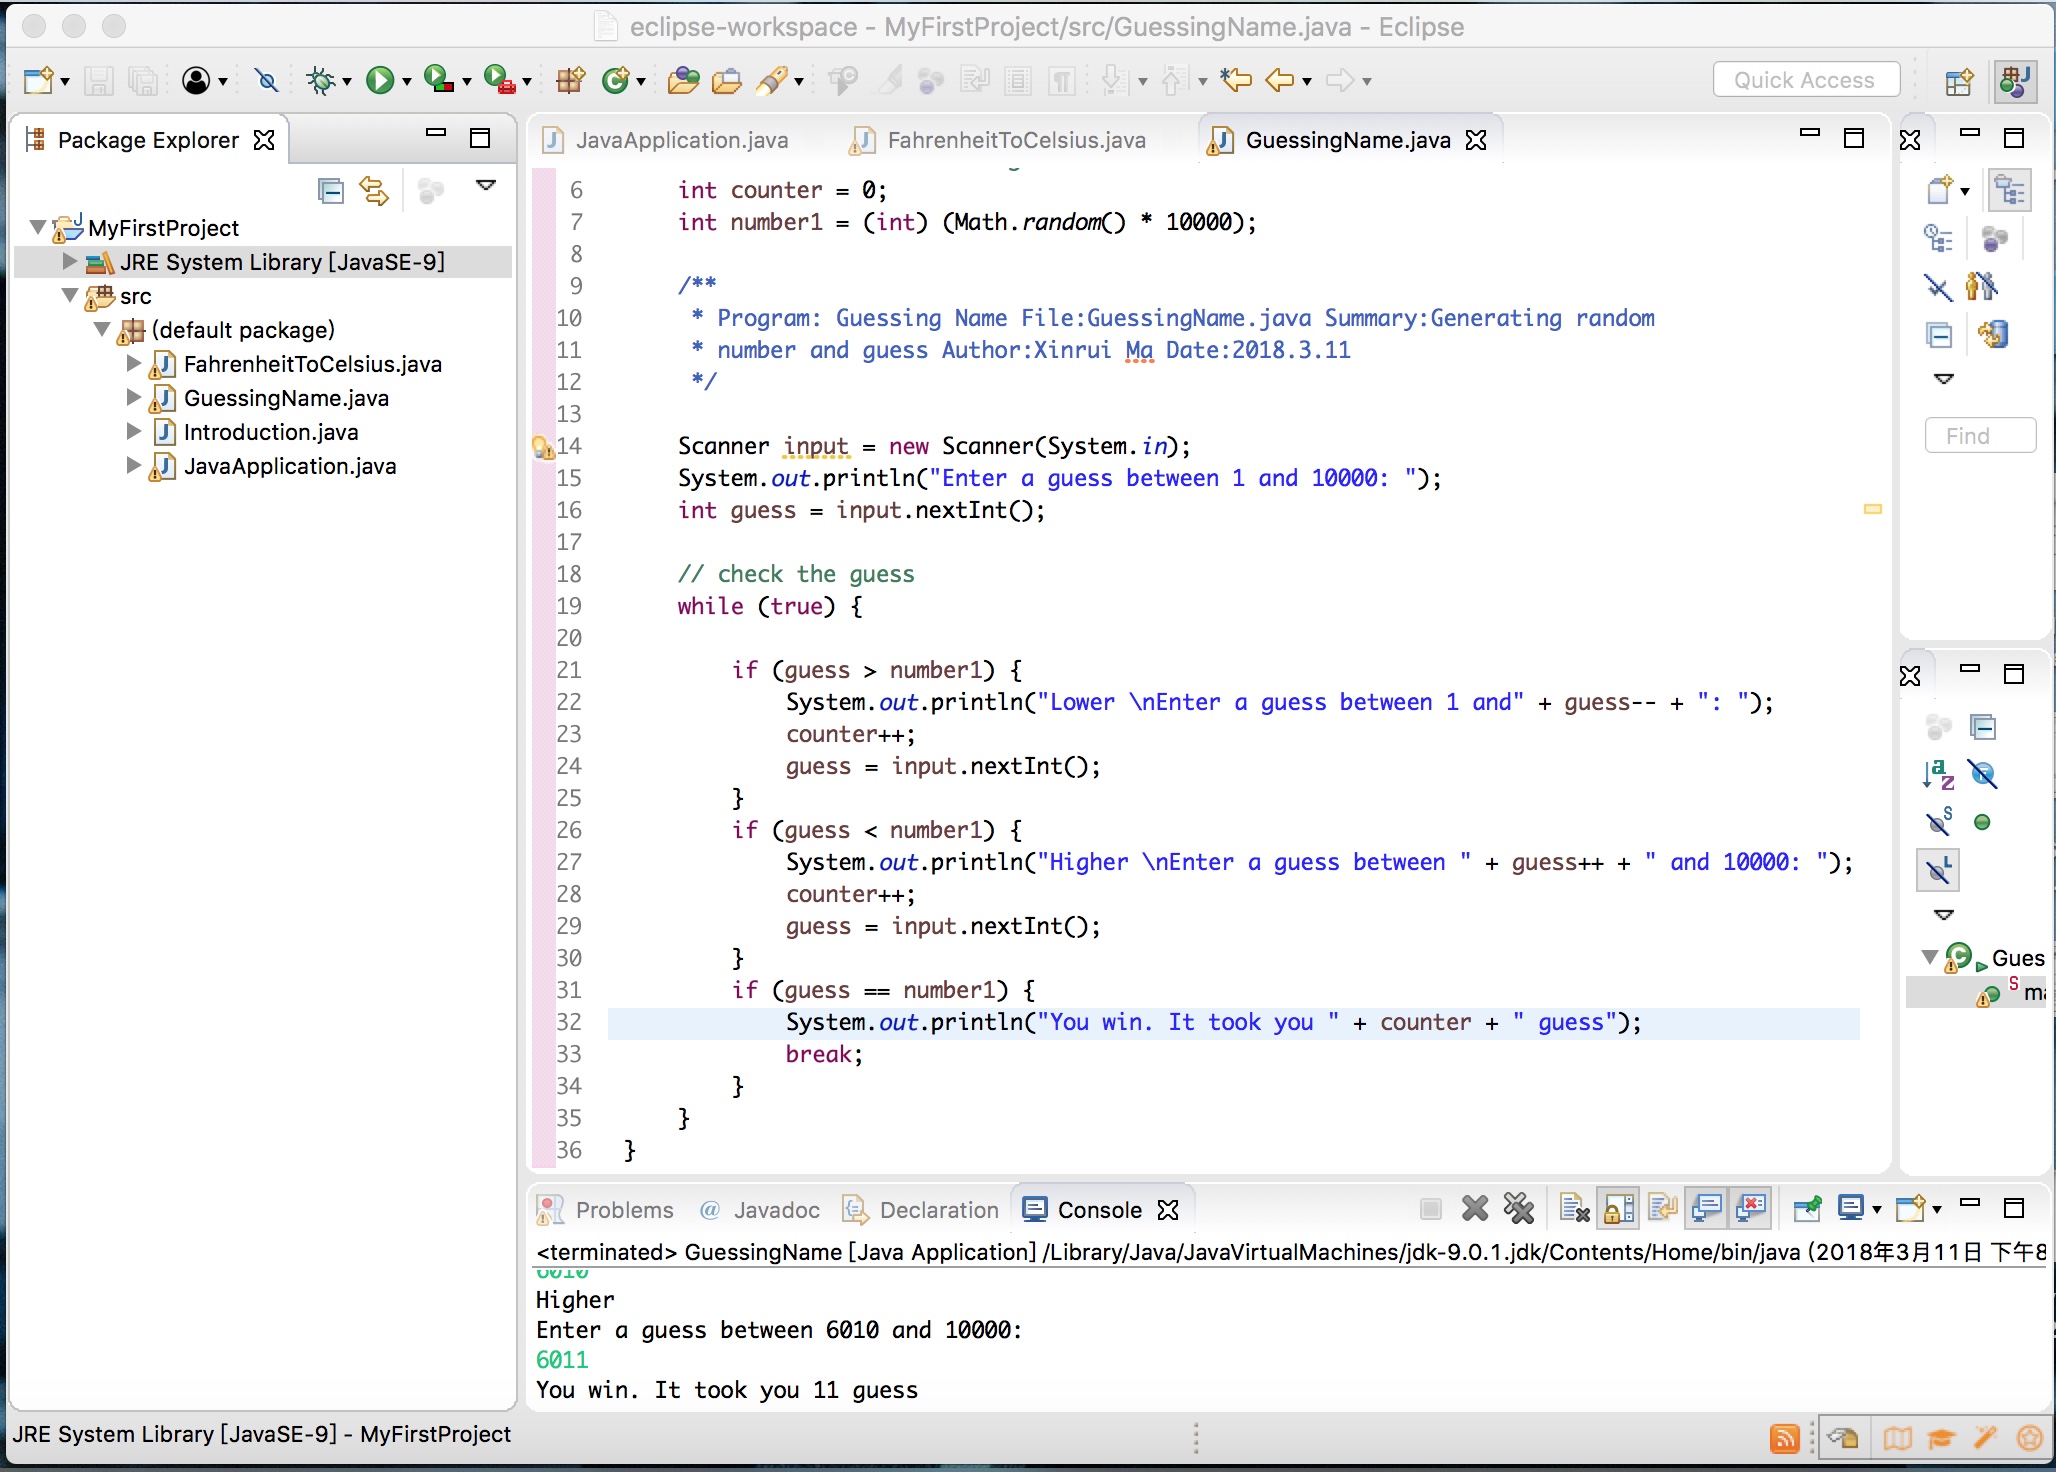 eclipse-workspace - MyFirstProject/src/GuessingName.java - Eclipse
Quick Access
Package Explorer
MyFirstProject
JRE System Library [JavaSE-9]
src
(default package)
FahrenheitToCelsius.java
GuessingName.java
Introduction.java
JavaApplication.java
JavaApplication.java
FahrenheitToCelsius.java
GuessingName.java
6 int counter = 0;
7 int number1 = (int) (Math.random() * 10000);
8
9 /**
10 * Program: Guessing Name File:GuessingName.java Summary:Generating random
11 * number and guess Author:Xinrui Ma Date:2018.3.11
12 */
13
14 Scanner input = new Scanner(System.in);
15 System.out.println("Enter a guess between 1 and 10000: ");
16 int guess = input.nextInt();
17
18 // check the guess
19 while (true) {
20
21 if (guess > number1) {
22 System.out.println("Lower \nEnter a guess between 1 and" + guess-- + ": ");
23 counter++;
24 guess = input.nextInt();
25 }
26 if (guess < number1) {
27 System.out.println("Higher \nEnter a guess between " + guess++ + " and 10000: ");
28 counter++;
29 guess = input.nextInt();
30 }
31 if (guess == number1) {
32 System.out.println("You win. It took you " + counter + " guess");
33 break;
34 }
35 }
36 }
Find
Gues
ma
Problems
@ Javadoc
Declaration
Console
<terminated> GuessingName [Java Application] /Library/Java/JavaVirtualMachines/jdk-9.0.1.jdk/Contents/Home/bin/java (2018年3月11日 下午8
6010
Higher
Enter a guess between 6010 and 10000:
6011
You win. It took you 11 guess
JRE System Library [JavaSE-9] - MyFirstProject